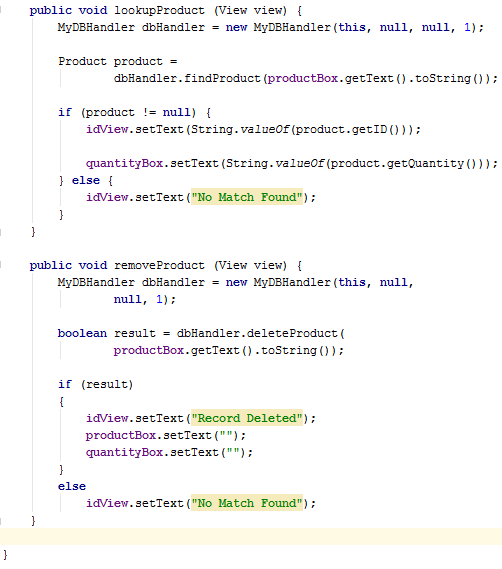 public void lookupProduct (View view) {
MyDBHandler dbHandler = new MyDBHandler(this, null, null, 1);
Product product =
dbHandler.findProduct(productBox.getText().toString());
if (product != null) {
idView.setText(String.valueOf(product.getID()));
quantityBox.setText(String.valueOf(product.getQuantity()));
} else {
idView.setText("No Match Found");
}
}
public void removeProduct (View view) {
MyDBHandler dbHandler = new MyDBHandler(this, null,
null, 1);
boolean result = dbHandler.deleteProduct(
productBox.getText().toString());
if (result)
{
idView.setText("Record Deleted");
productBox.setText("");
quantityBox.setText("");
}
else
idView.setText("No Match Found");
}
}